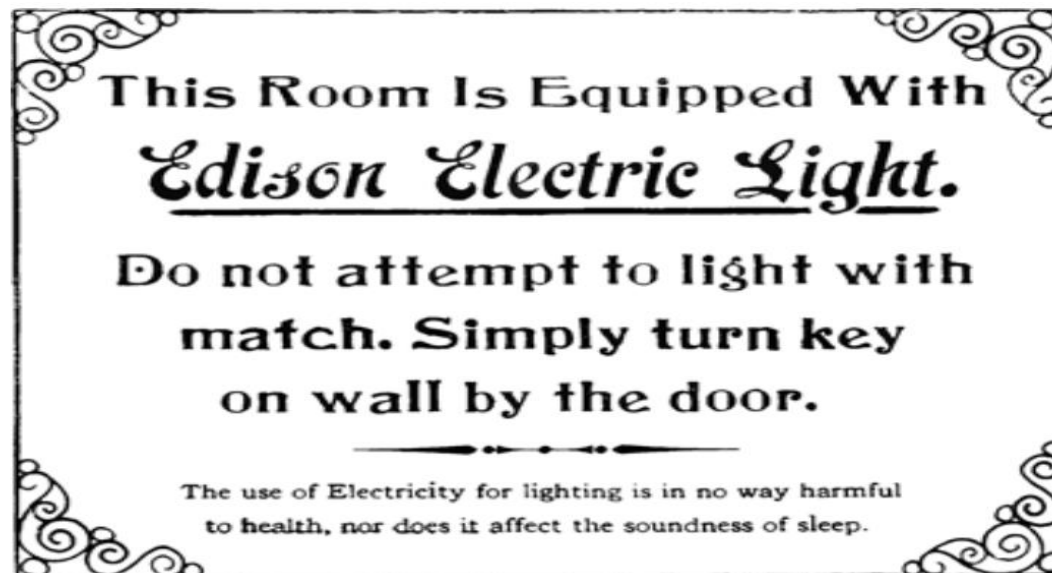 This Room Is Equipped With
Edison Electric Light.
Do not attempt to light with
match. Simply turn key
on wall by the door.
The use of Electricity for lighting is in no way harmful
to health, nor does it affect the soundness of sleep.